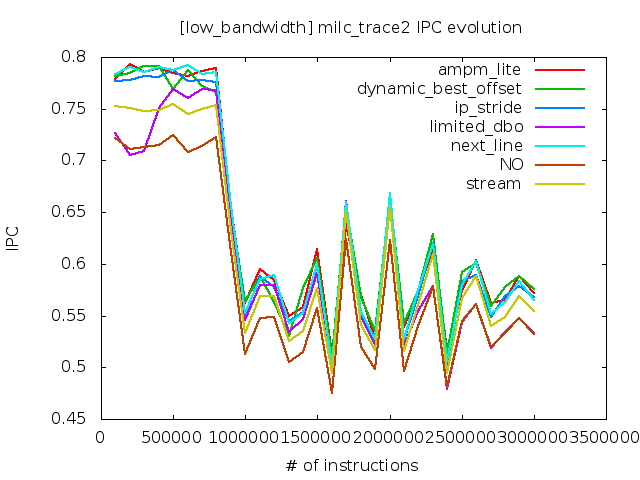 [low_bandwidth] milc_trace2 IPC evolution
0.8
0.75
0.7
0.65
0.6
0.55
0.5
0.45
IPC
ampm_lite
dynamic_best_offset
ip_stride
limited_dbo
next_line
NO
stream
0 500000 1000000 1500000 2000000 2500000 3000000 3500000
# of instructions